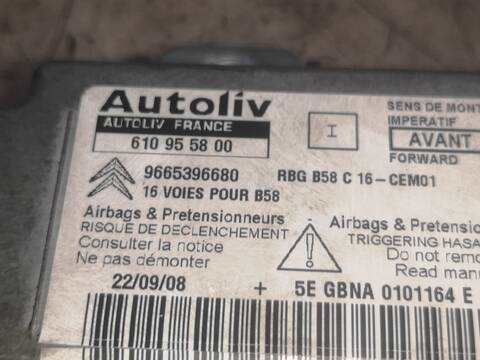 Autoliv
AUTOLIV FRANCE
610 95 58 00
I
SENS DE MONT
IMPERATIF
AVANT
FORWARD
9665396680
RBG B58 C 16-CEM01
16 VOIES POUR B58
Airbags & Pretensionneurs
RISQUE DE DECLENCHEMENT
Consulter la notice
Ne pas démonter
Airbags & Pretension
TRIGGERING HASA
Do not remo
Read manu
22/09/08 + 5E GBNA 0101164 E